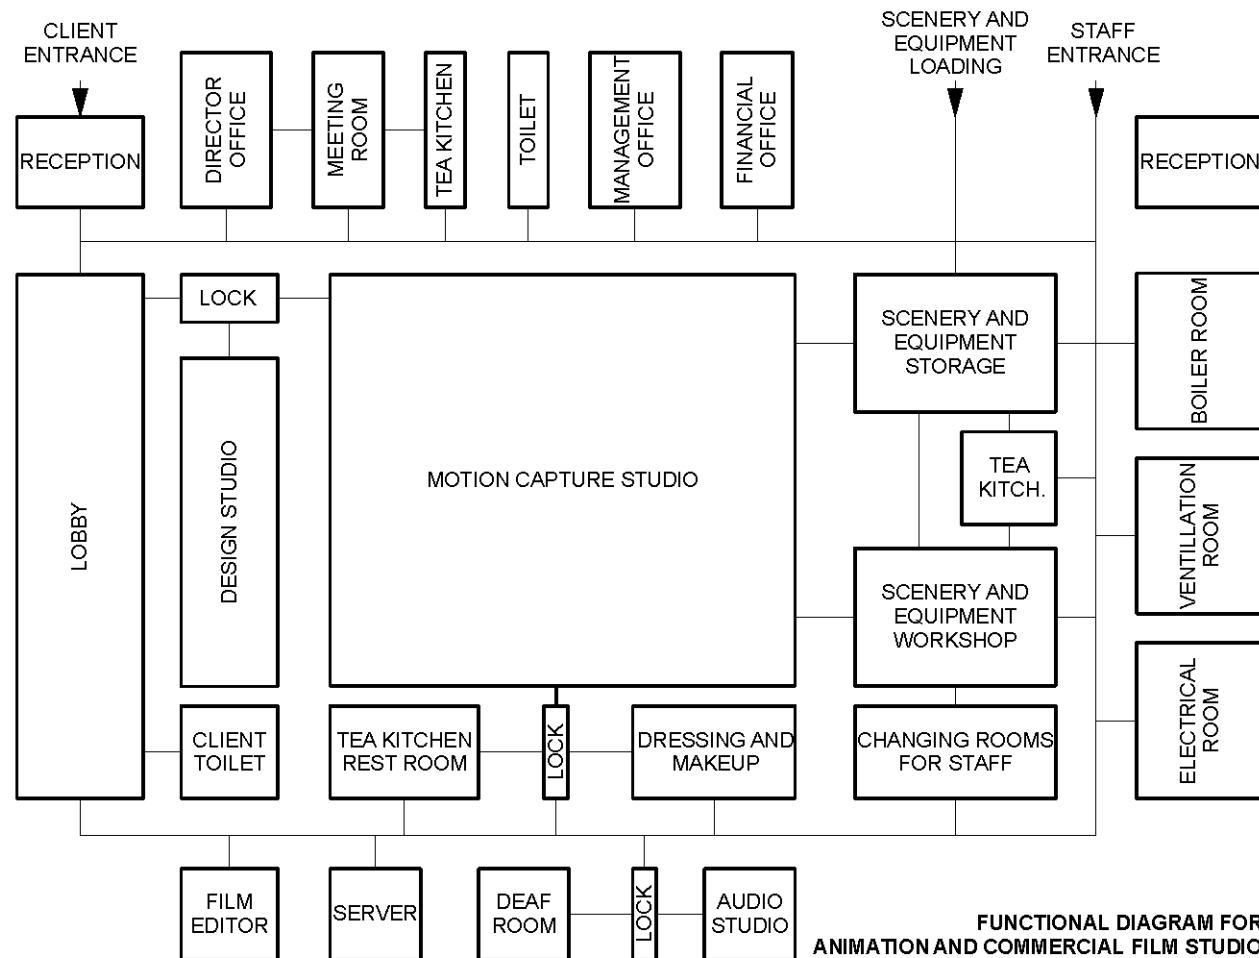 CLIENT
ENTRANCE
SCENERY AND
EQUIPMENT
LOADING
STAFF
ENTRANCE
RECEPTION
DIRECTOR
OFFICE
MEETING
ROOM
TEA KITCHEN
TOILET
MANAGEMENT
OFFICE
FINANCIAL
OFFICE
RECEPTION
LOBBY
LOCK
DESIGN STUDIO
MOTION CAPTURE STUDIO
SCENERY AND
EQUIPMENT
STORAGE
BOILER ROOM
TEA
KITCH.
VENTILLATION
ROOM
SCENERY AND
EQUIPMENT
WORKSHOP
ELECTRICAL
ROOM
CLIENT
TOILET
TEA KITCHEN
REST ROOM
LOCK
DRESSING AND
MAKEUP
CHANGING ROOMS
FOR STAFF
FILM
EDITOR
SERVER
DEAF
ROOM
LOCK
AUDIO
STUDIO
FUNCTIONAL DIAGRAM FOR
ANIMATION AND COMMERCIAL FILM STUDIO